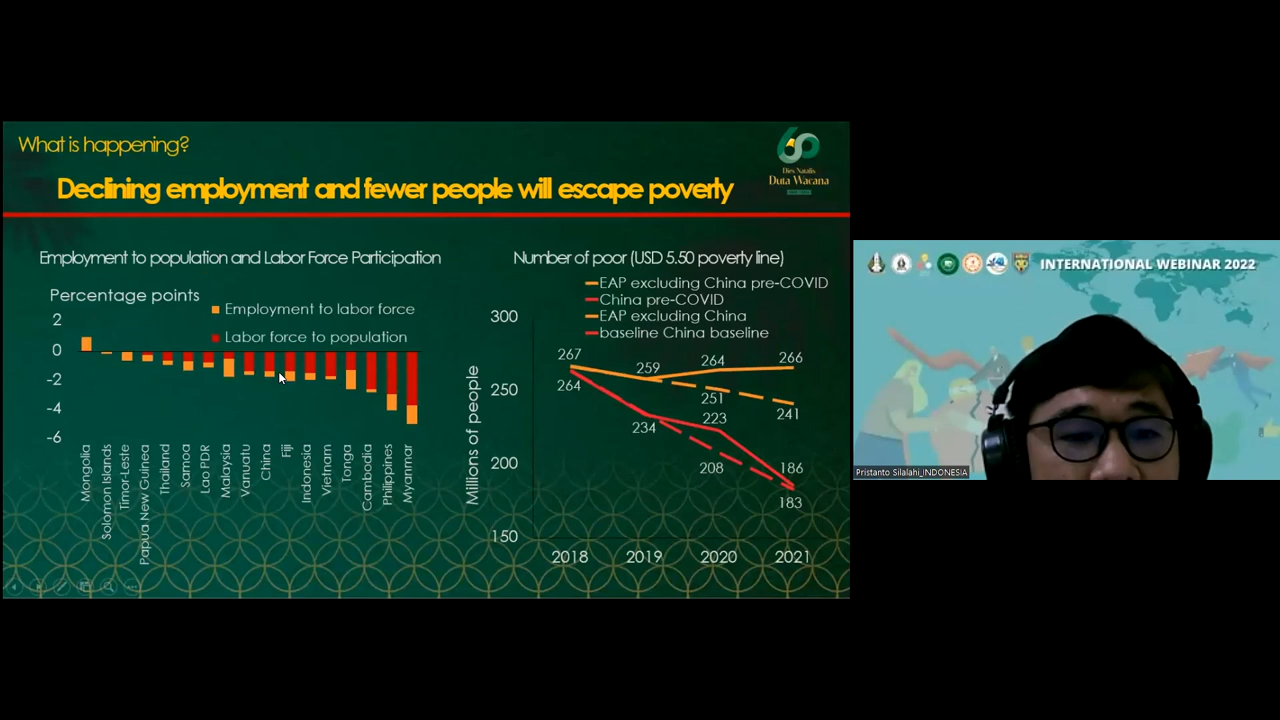 What is happening?
60
Dies Natalis
Duta Wacana
Declining employment and fewer people will escape poverty
Employment to population and Labor Force Participation
Percentage points
Employment to labor force
Labor force to population
2
0
-2
-4
-6
Mongolia
Solomon Islands
Timor-Leste
Papua New Guinea
Thailand
Samoa
Lao PDR
Malaysia
Vanuatu
China
Fiji
Indonesia
Vietnam
Tonga
Cambodia
Philippines
Myanmar
Number of poor (USD 5.50 poverty line)
EAP excluding China pre-COVID
China pre-COVID
EAP excluding China
baseline China baseline
Millions of people
300
250
200
150
267
264
259
234
264
251
223
208
266
241
186
183
2018
2019
2020
2021
INTERNATIONAL WEBINAR 2022
Pristanto Silalahi_INDONESIA